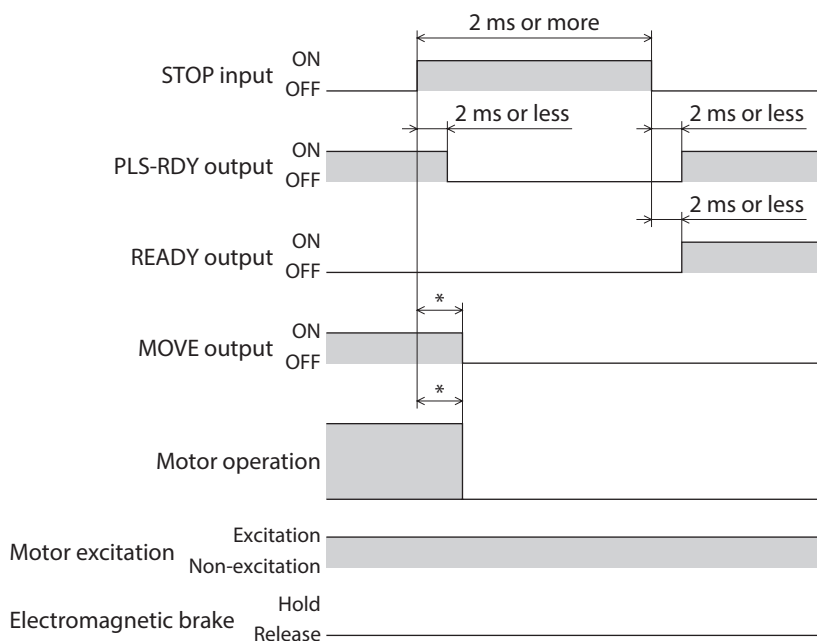 2 ms or more
STOP input
ON
OFF
2 ms or less
2 ms or less
PLS-RDY output
ON
OFF
2 ms or less
READY output
ON
OFF
*
MOVE output
ON
OFF
*
Motor operation
Motor excitation
Excitation
Non-excitation
Electromagnetic brake
Hold
Release